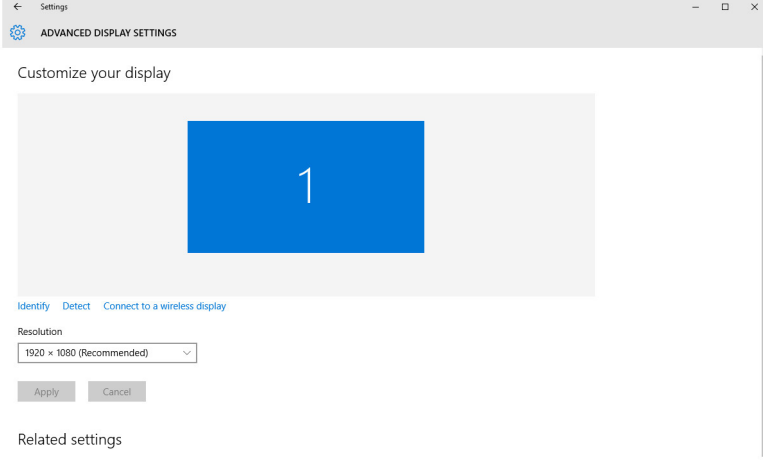 Settings
ADVANCED DISPLAY SETTINGS
Customize your display
1
Identify Detect Connect to a wireless display
Resolution
1920 × 1080 (Recommended)
Apply Cancel
Related settings